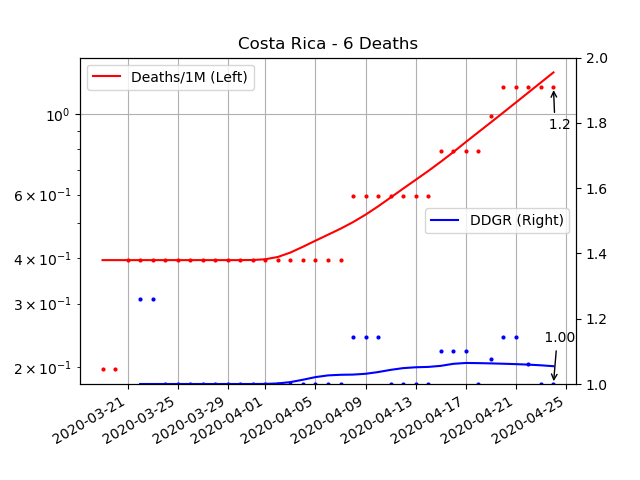 Costa Rica - 6 Deaths
Deaths/1M (Left)
DDGR (Right)
10⁰
6 × 10⁻¹
4 × 10⁻¹
3 × 10⁻¹
2 × 10⁻¹
2.0
1.8
1.6
1.4
1.2
1.0
1.2
1.00
2020-03-21
2020-03-25
2020-03-29
2020-04-01
2020-04-05
2020-04-09
2020-04-13
2020-04-17
2020-04-21
2020-04-25